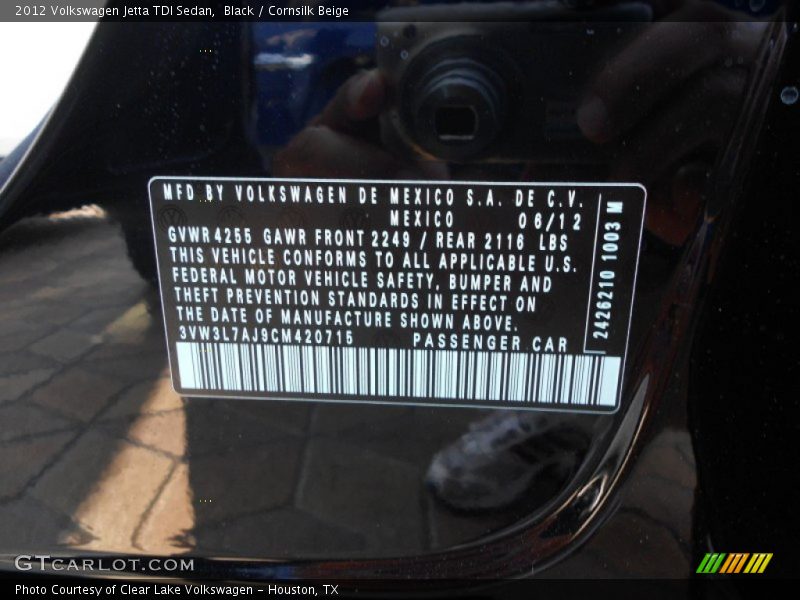 2012 Volkswagen Jetta TDI Sedan,  Black / Cornsilk Beige
MFD BY VOLKSWAGEN DE MEXICO S.A. DE C.V.
MEXICO 06/12
GVWR 4255 GAWR FRONT 2249 / REAR 2116 LBS
THIS VEHICLE CONFORMS TO ALL APPLICABLE U.S.
FEDERAL MOTOR VEHICLE SAFETY, BUMPER AND
THEFT PREVENTION STANDARDS IN EFFECT ON
THE DATE OF MANUFACTURE SHOWN ABOVE.
3VW3L7AJ9CM420715 PASSENGER CAR
2426210 1003 M
GTCARLOT.COM
Photo Courtesy of Clear Lake Volkswagen - Houston, TX